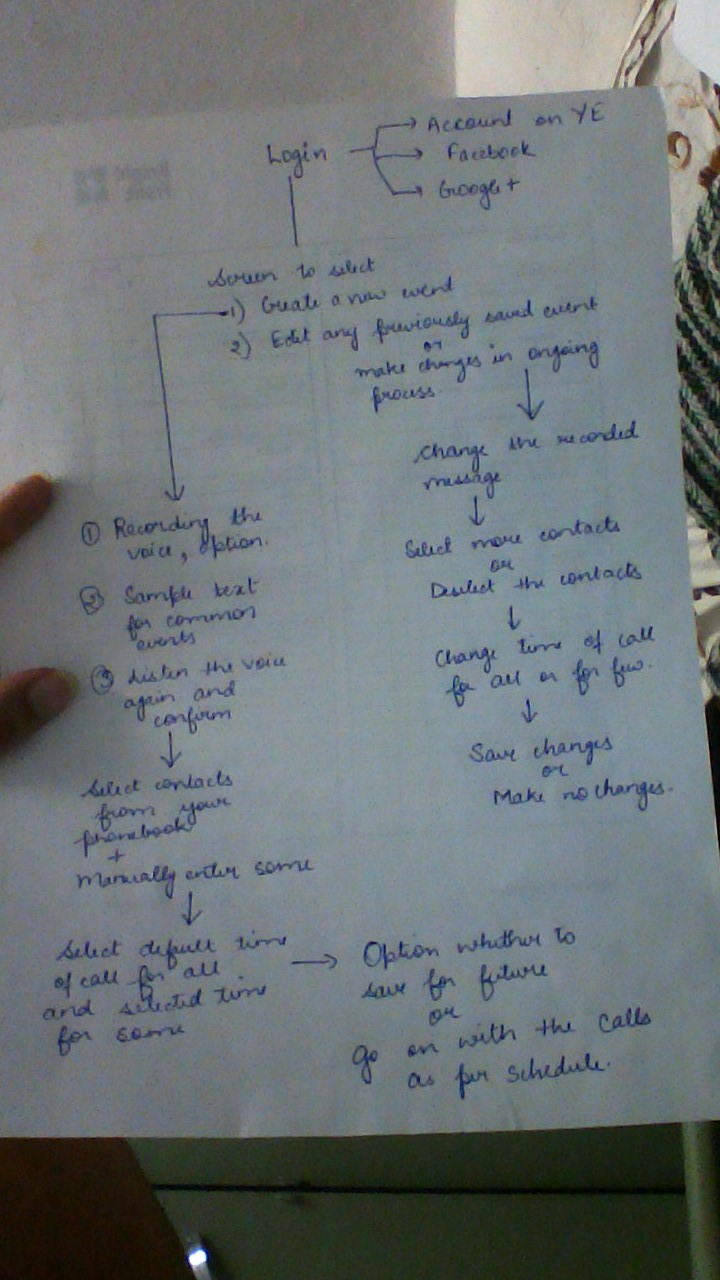 Login
Account on YE
Facebook
Google+
Screen to select
1) Create a new event
2) Edit any previously saved event
or
make changes in ongoing
process.
Change the recorded
message
Select more contacts
or
Deselect the contacts
Change time of call
for all or for few.
Save changes
or
Make no changes.
① Recording the
voice, option.
② Sample text
for common
events
③ Listen the voice
again and
confirm
Select contacts
from your
phonebook
+
Manually enter some
Select default time
of call for all
and selected time
for some
Option whether to
save for future
or
Go on with the calls
as per schedule.